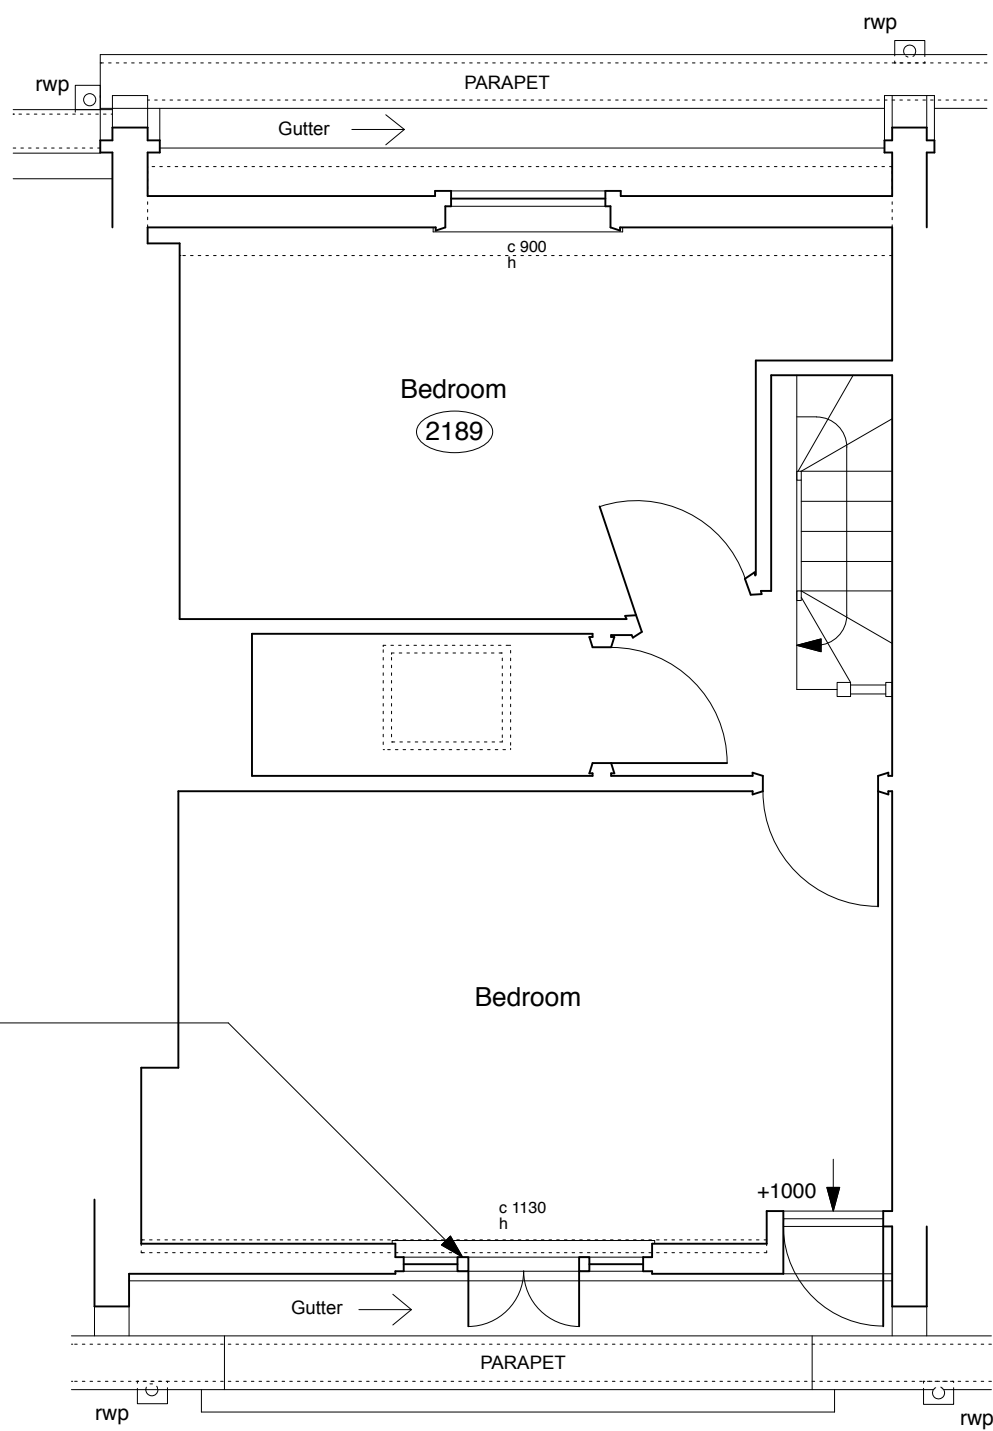 rwp
rwp
PARAPET
Gutter
c 900
h
Bedroom
2189
Bedroom
+1000
c 1130
h
Gutter
PARAPET
rwp
rwp